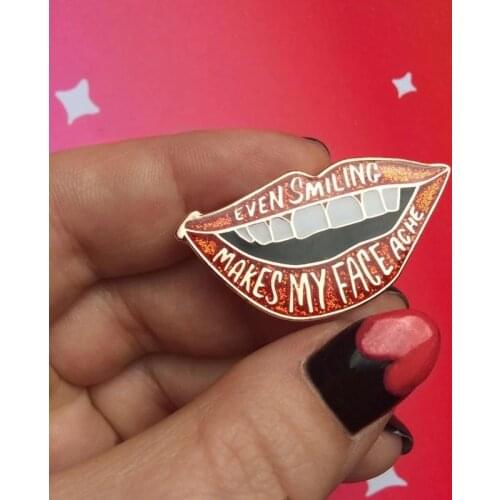 EVEN SMILING
MAKES MY FACE ACHE